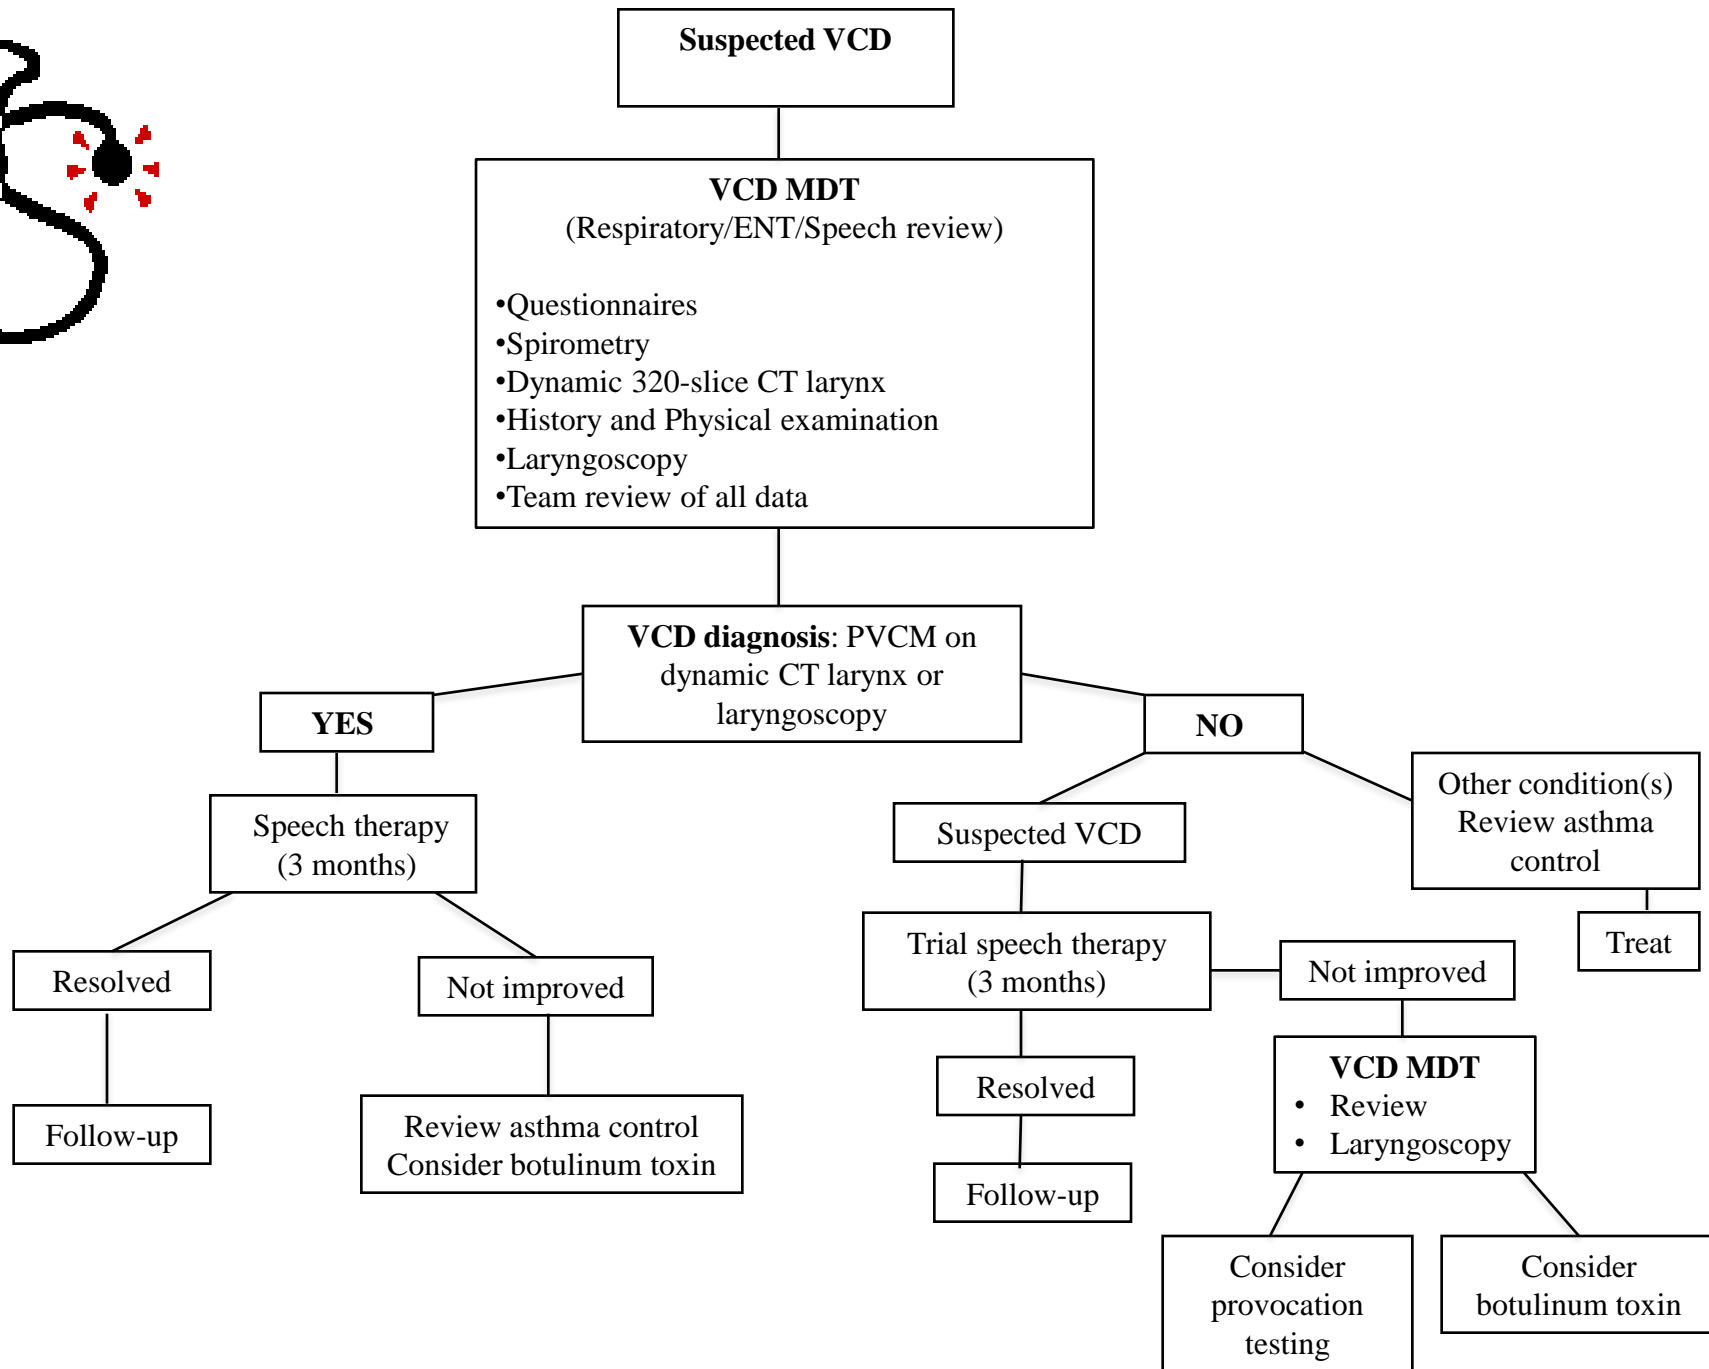 Suspected VCD
VCD MDT
(Respiratory/ENT/Speech review)
•Questionnaires
•Spirometry
•Dynamic 320-slice CT larynx
•History and Physical examination
•Laryngoscopy
•Team review of all data
VCD diagnosis: PVCM on
dynamic CT larynx or
laryngoscopy
YES
NO
Speech therapy
(3 months)
Resolved
Follow-up
Not improved
Review asthma control
Consider botulinum toxin
Suspected VCD
Trial speech therapy
(3 months)
Resolved
Follow-up
Not improved
VCD MDT
• Review
• Laryngoscopy
Consider
provocation
testing
Consider
botulinum toxin
Other condition(s)
Review asthma
control
Treat